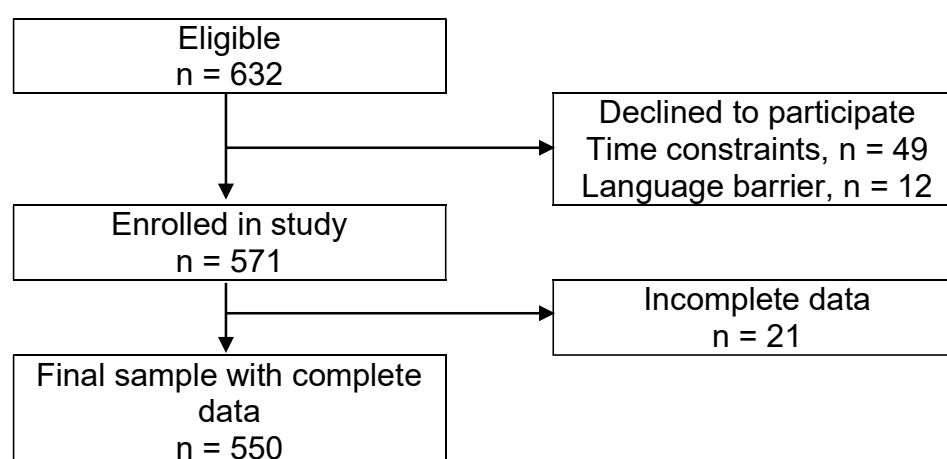 Eligible
n = 632
Declined to participate
Time constraints, n = 49
Language barrier, n = 12
Enrolled in study
n = 571
Incomplete data
n = 21
Final sample with complete
data
n = 550